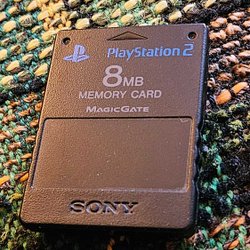 PlayStation 2
8MB
MEMORY CARD
MAGICGATE
SONY